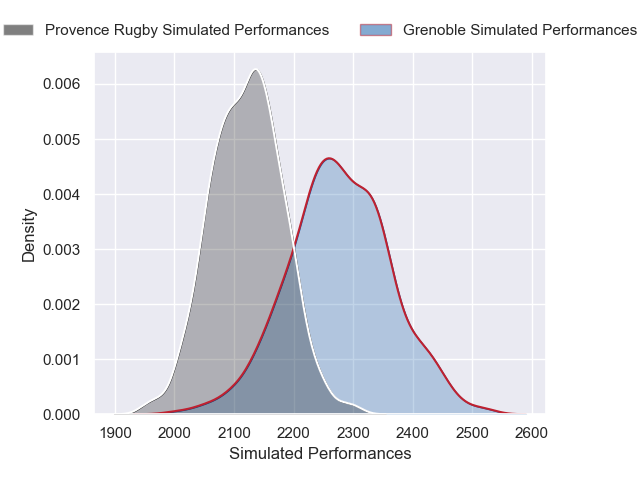 Provence Rugby Simulated Performances
Grenoble Simulated Performances
0.006
0.005
0.004
0.003
0.002
0.001
0.000
Density
1900 2000 2100 2200 2300 2400 2500 2600
Simulated Performances